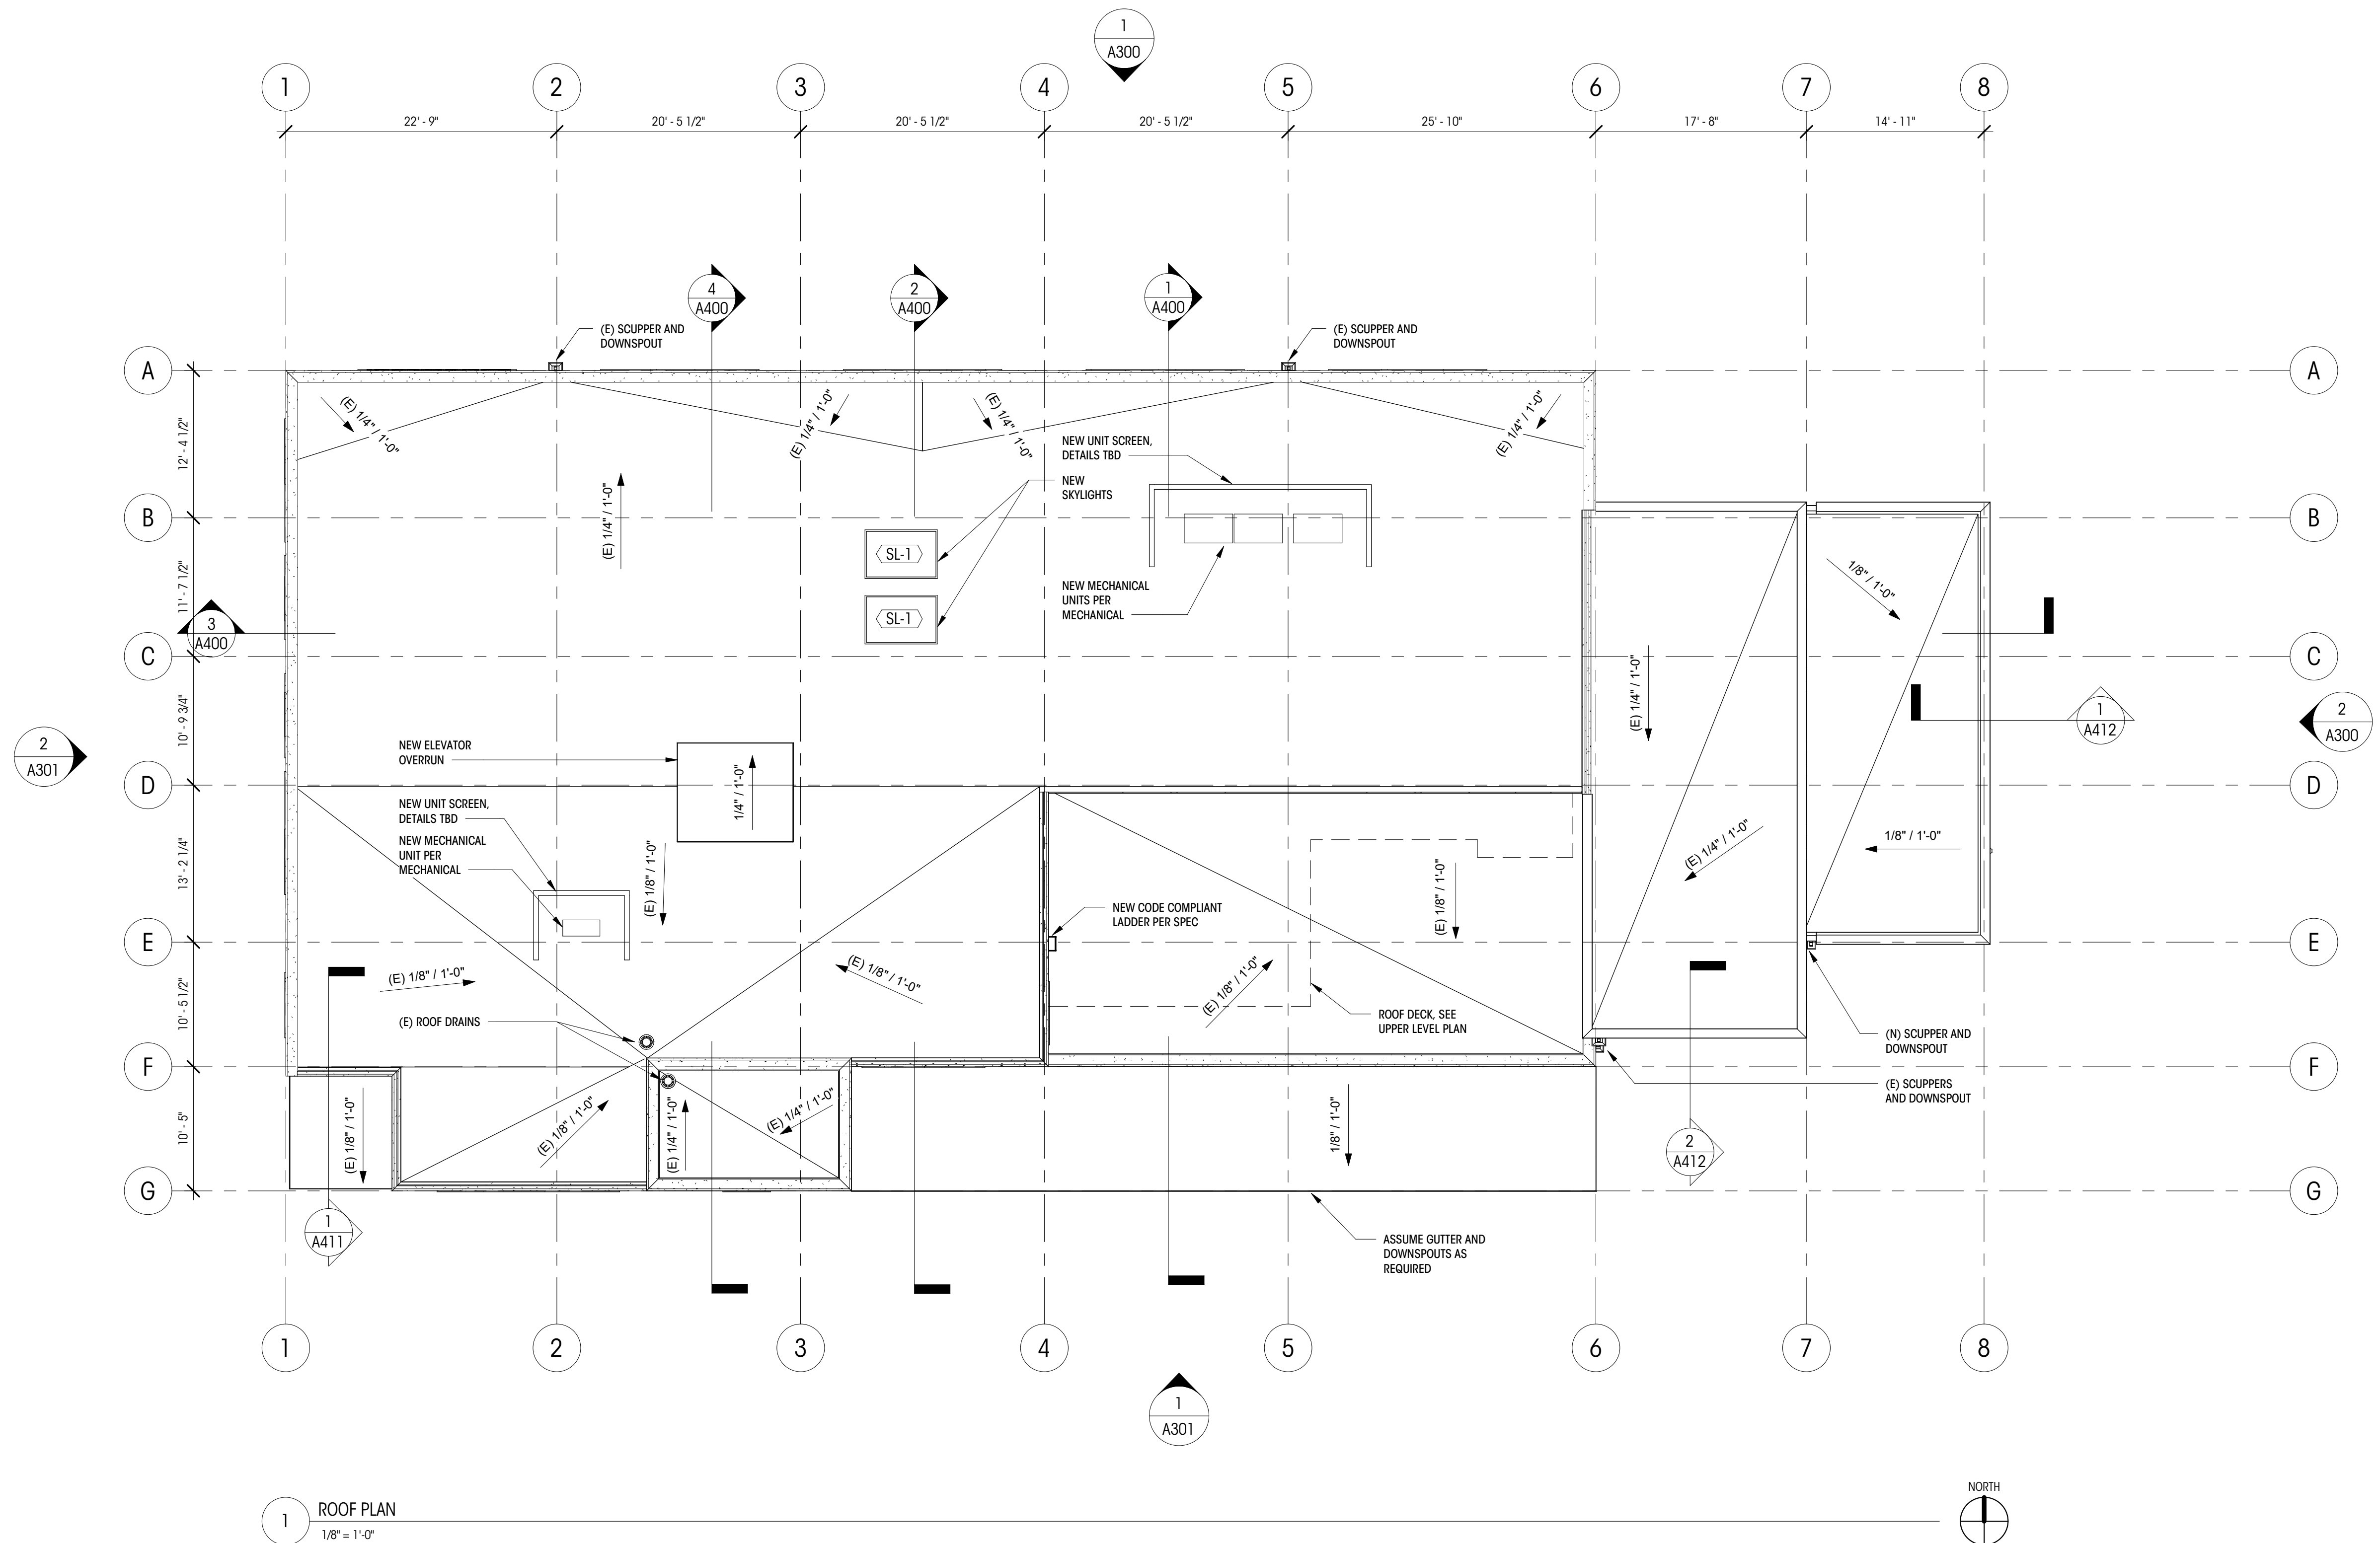 1
A300
1
2
3
4
5
6
7
8
22' - 9"
20' - 5 1/2"
20' - 5 1/2"
20' - 5 1/2"
25' - 10"
17' - 8"
14' - 11"
4
A400
2
A400
1
A400
(E) SCUPPER AND
DOWNSPOUT
(E) SCUPPER AND
DOWNSPOUT
A
A
12' - 4 1/2"
(E) 1/4" / 1'-0"
(E) 1/4" / 1'-0"
(E) 1/4" / 1'-0"
(E) 1/4" / 1'-0"
NEW UNIT SCREEN,
DETAILS TBD
NEW
SKYLIGHTS
(E) 1/4" / 1'-0"
B
B
SL-1
SL-1
NEW MECHANICAL
UNITS PER
MECHANICAL
1/8" / 1'-0"
11' - 7 1/2"
3
A400
C
C
(E) 1/4" / 1'-0"
10' - 9 3/4"
1
A412
2
A300
2
A301
NEW ELEVATOR
OVERRUN
1/4" / 1'-0"
D
D
NEW UNIT SCREEN,
DETAILS TBD
NEW MECHANICAL
UNIT PER
MECHANICAL
13' - 2 1/4"
(E) 1/8" / 1'-0"
(E) 1/8" / 1'-0"
(E) 1/4" / 1'-0"
1/8" / 1'-0"
NEW CODE COMPLIANT
LADDER PER SPEC
E
E
(E) 1/8" / 1'-0"
(E) 1/8" / 1'-0"
(E) 1/8" / 1'-0"
10' - 5 1/2"
(E) ROOF DRAINS
ROOF DECK, SEE
UPPER LEVEL PLAN
(N) SCUPPER AND
DOWNSPOUT
F
F
(E) SCUPPERS
AND DOWNSPOUT
10' - 5"
(E) 1/8" / 1'-0"
(E) 1/8" / 1'-0"
(E) 1/4" / 1'-0"
(E) 1/4" / 1'-0"
1/8" / 1'-0"
2
A412
G
G
1
A411
ASSUME GUTTER AND
DOWNSPOUTS AS
REQUIRED
1
2
3
4
5
6
7
8
1
A301
NORTH
1
ROOF PLAN
1/8" = 1'-0"